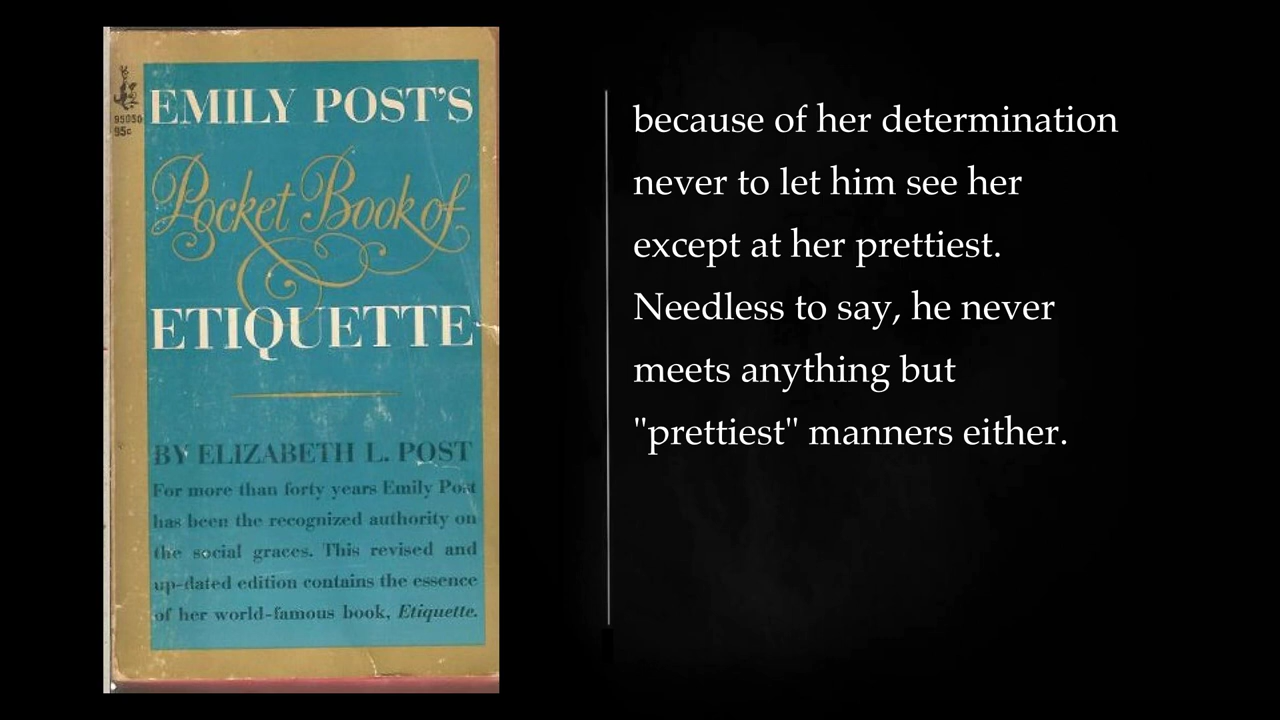 95050
95c
EMILY POST'S
Pocket Book of
ETIQUETTE
BY ELIZABETH L. POST
For more than forty years Emily Post
has been the recognized authority on
the social graces. This revised and
up-dated edition contains the essence
of her world-famous book, Etiquette.
because of her determination
never to let him see her
except at her prettiest.
Needless to say, he never
meets anything but
"prettiest" manners either.